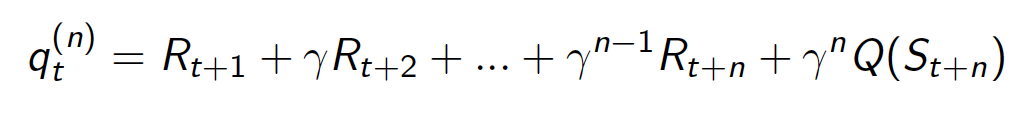 q_t^{(n)} = R_{t+1} + γR_{t+2} + ... + γ^{n−1}R_{t+n} + γ^n Q(S_{t+n})